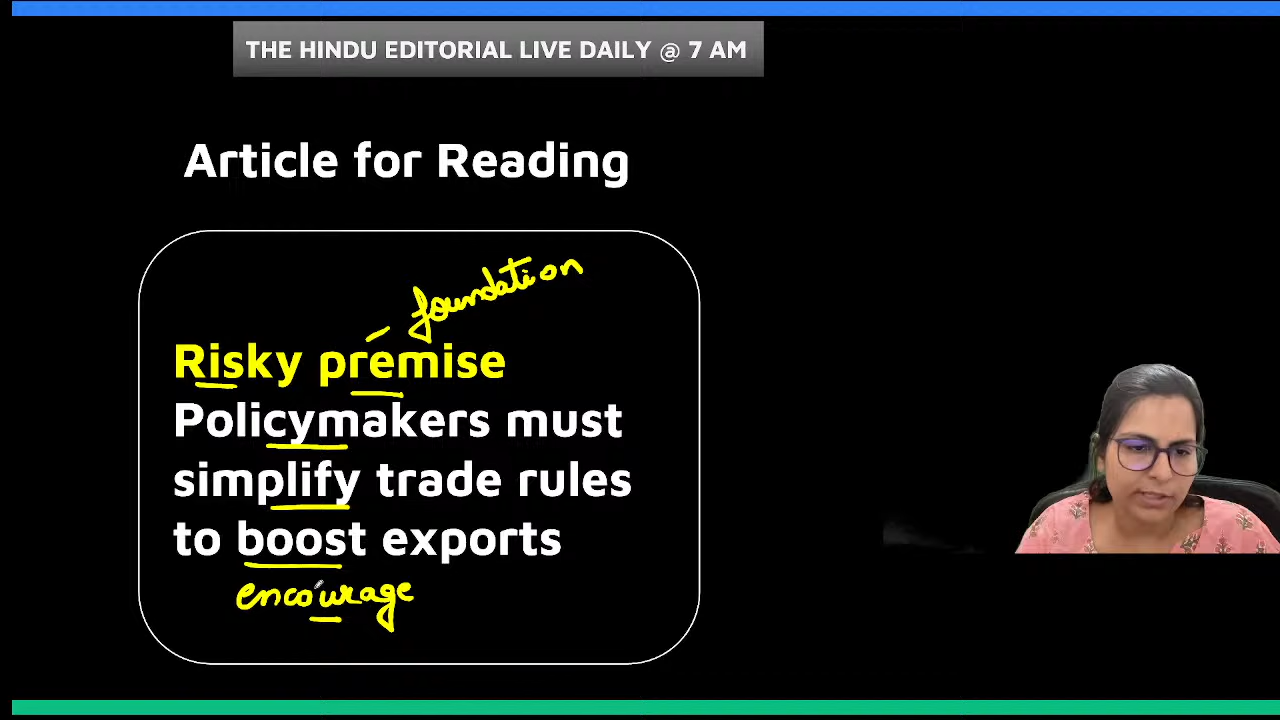 THE HINDU EDITORIAL LIVE DAILY @ 7 AM
Article for Reading
foundation
Risky premise
Policymakers must
simplify trade rules
to boost exports
encourage